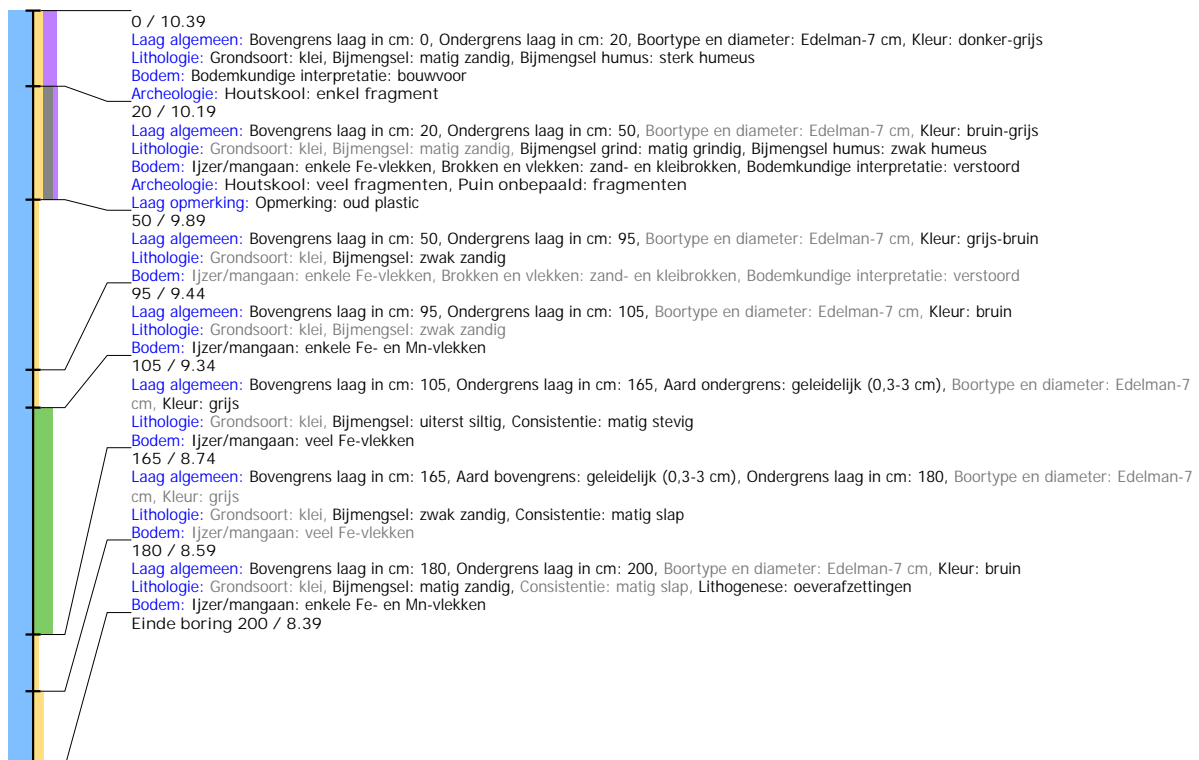 0 / 10.39
Laag algemeen: Bovengrens laag in cm: 0, Ondergrens laag in cm: 20, Boortype en diameter: Edelman-7 cm, Kleur: donker-grijs
Lithologie: Grondsoort: klei, Bijmengsel: matig zandig, Bijmengsel humus: sterk humeus
Bodem: Bodemkundige interpretatie: bouwvoor
Archeologie: Houtskool: enkel fragment
20 / 10.19
Laag algemeen: Bovengrens laag in cm: 20, Ondergrens laag in cm: 50, Boortype en diameter: Edelman-7 cm, Kleur: bruin-grijs
Lithologie: Grondsoort: klei, Bijmengsel: matig zandig, Bijmengsel grind: matig grindig, Bijmengsel humus: zwak humeus
Bodem: Ijzer/mangaan: enkele Fe-vlekken, Brokken en vlekken: zand- en kleibrokken, Bodemkundige interpretatie: verstoord
Archeologie: Houtskool: veel fragmenten, Puin onbepaald: fragmenten
Laag opmerking: Opmerking: oud plastic
50 / 9.89
Laag algemeen: Bovengrens laag in cm: 50, Ondergrens laag in cm: 95, Boortype en diameter: Edelman-7 cm, Kleur: grijs-bruin
Lithologie: Grondsoort: klei, Bijmengsel: zwak zandig
Bodem: Ijzer/mangaan: enkele Fe-vlekken, Brokken en vlekken: zand- en kleibrokken, Bodemkundige interpretatie: verstoord
95 / 9.44
Laag algemeen: Bovengrens laag in cm: 95, Ondergrens laag in cm: 105, Boortype en diameter: Edelman-7 cm, Kleur: bruin
Lithologie: Grondsoort: klei, Bijmengsel: zwak zandig
Bodem: Ijzer/mangaan: enkele Fe- en Mn-vlekken
105 / 9.34
Laag algemeen: Bovengrens laag in cm: 105, Ondergrens laag in cm: 165, Aard ondergrens: geleidelijk (0,3-3 cm), Boortype en diameter: Edelman-7
cm, Kleur: grijs
Lithologie: Grondsoort: klei, Bijmengsel: uiterst siltig, Consistentie: matig stevig
Bodem: Ijzer/mangaan: veel Fe-vlekken
165 / 8.74
Laag algemeen: Bovengrens laag in cm: 165, Aard bovengrens: geleidelijk (0,3-3 cm), Ondergrens laag in cm: 180, Boortype en diameter: Edelman-7
cm, Kleur: grijs
Lithologie: Grondsoort: klei, Bijmengsel: zwak zandig, Consistentie: matig slap
Bodem: Ijzer/mangaan: veel Fe-vlekken
180 / 8.59
Laag algemeen: Bovengrens laag in cm: 180, Ondergrens laag in cm: 200, Boortype en diameter: Edelman-7 cm, Kleur: bruin
Lithologie: Grondsoort: klei, Bijmengsel: matig zandig, Consistentie: matig slap, Lithogenese: oeverafzettingen
Bodem: Ijzer/mangaan: enkele Fe- en Mn-vlekken
Einde boring 200 / 8.39